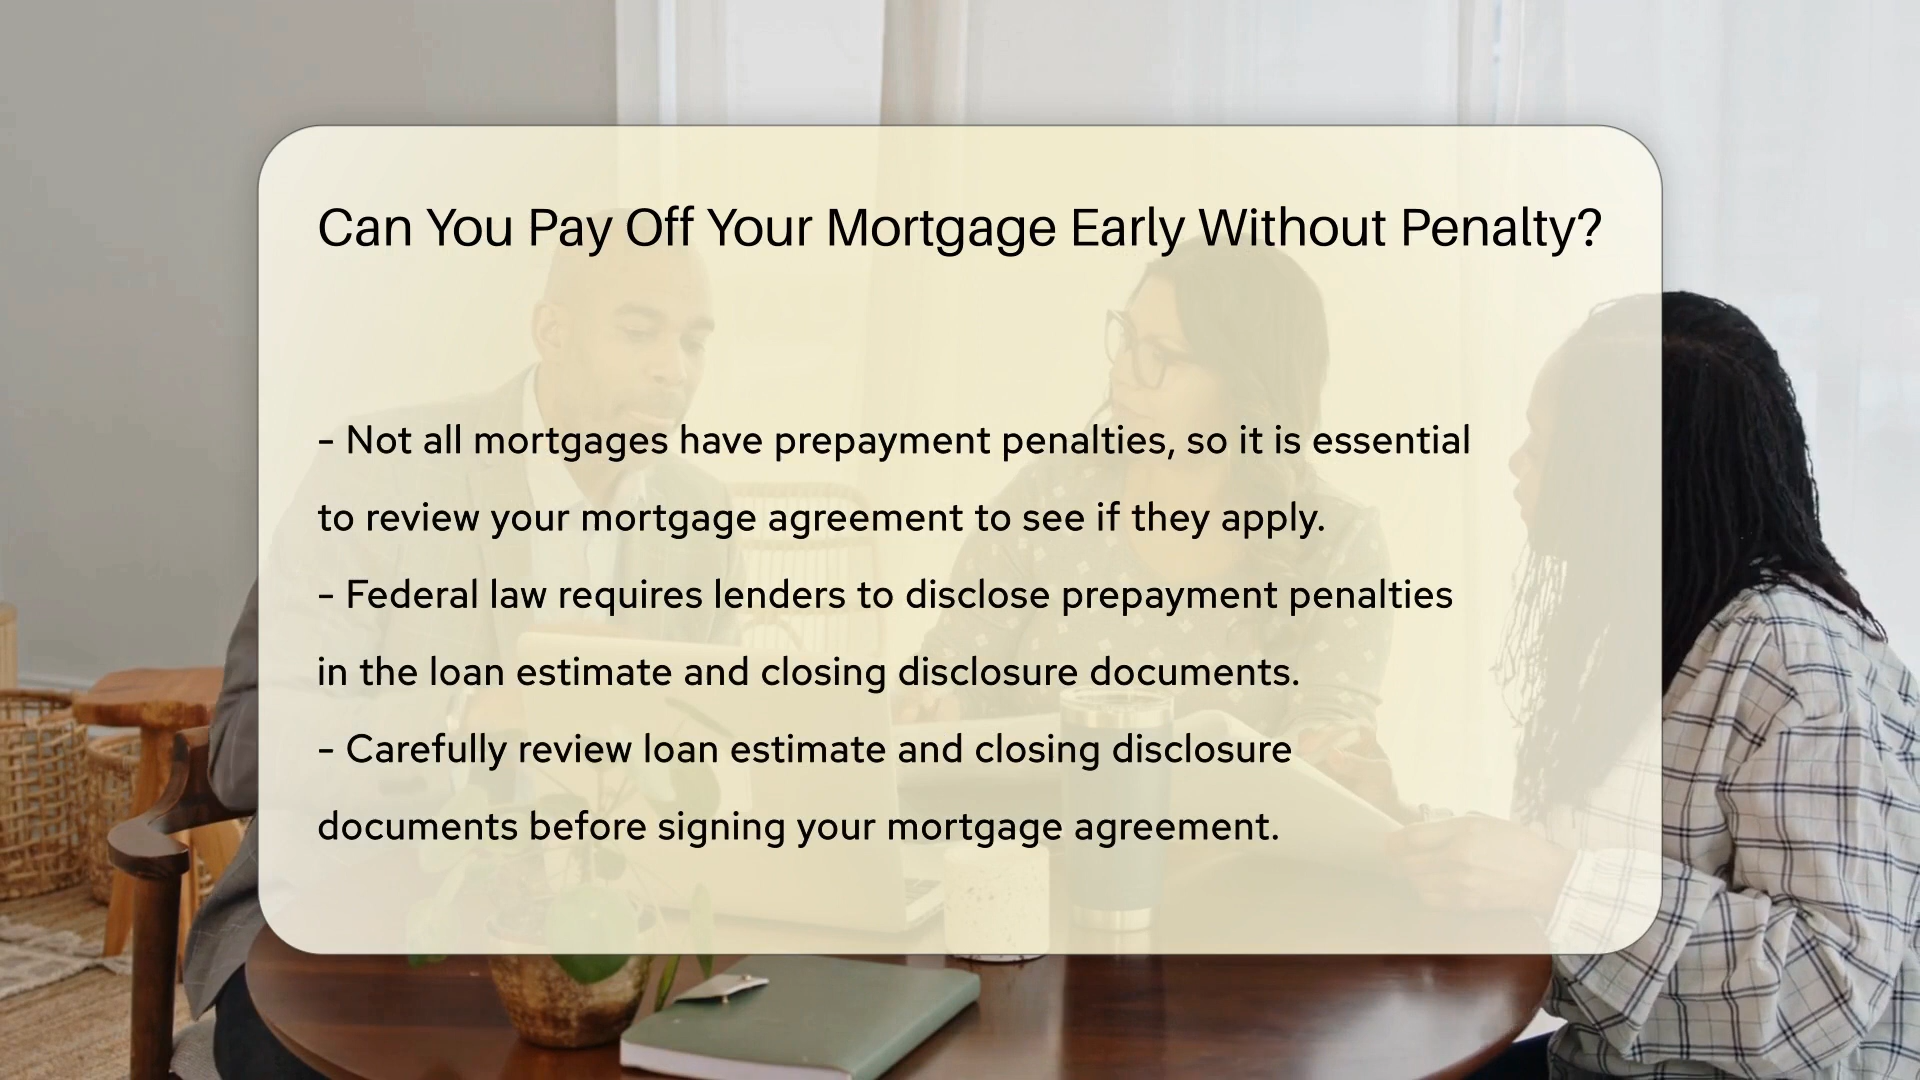 Can You Pay Off Your Mortgage Early Without Penalty?
- Not all mortgages have prepayment penalties, so it is essential
to review your mortgage agreement to see if they apply.
- Federal law requires lenders to disclose prepayment penalties
in the loan estimate and closing disclosure documents.
- Carefully review loan estimate and closing disclosure
documents before signing your mortgage agreement.